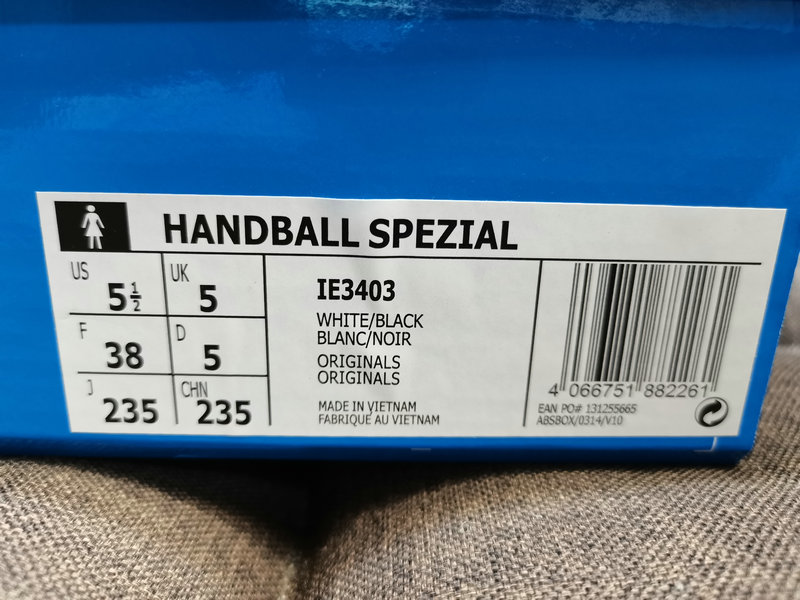 HANDBALL SPEZIAL
US 5 1/2 UK 5
F 38 D 5
J 235 CHN 235
IE3403
WHITE/BLACK
BLANC/NOIR
ORIGINALS
ORIGINALS
MADE IN VIETNAM
FABRIQUE AU VIETNAM
4 066751 882261
EAN PO# 131255665
ABSBOX/0314/V10